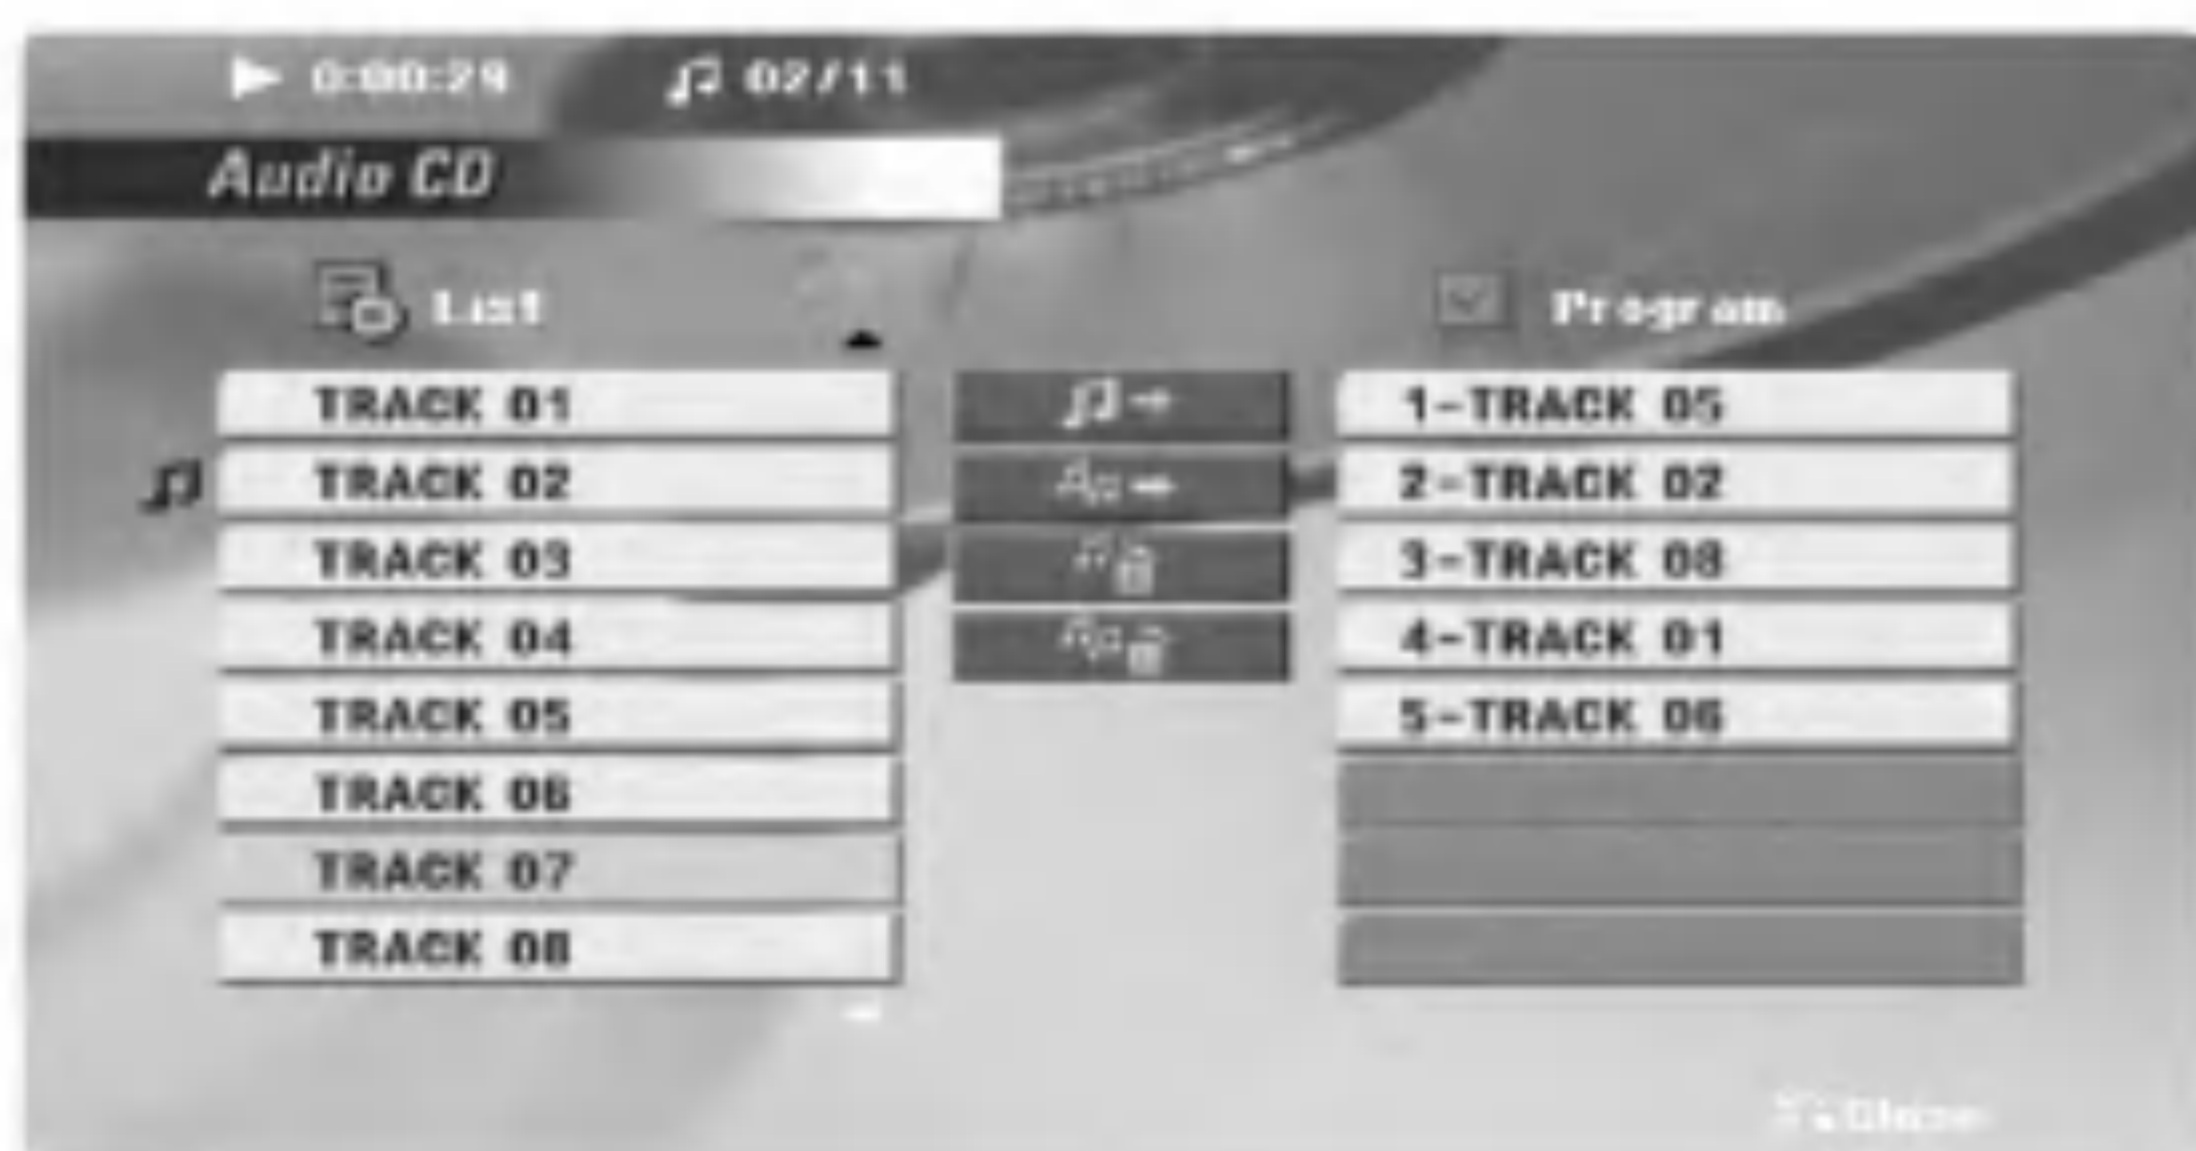 0:00:29 02/11
Audio CD
List
Program
TRACK 01
TRACK 02
TRACK 03
TRACK 04
TRACK 05
TRACK 06
TRACK 07
TRACK 08
1-TRACK 05
2-TRACK 02
3-TRACK 08
4-TRACK 01
5-TRACK 06
Close